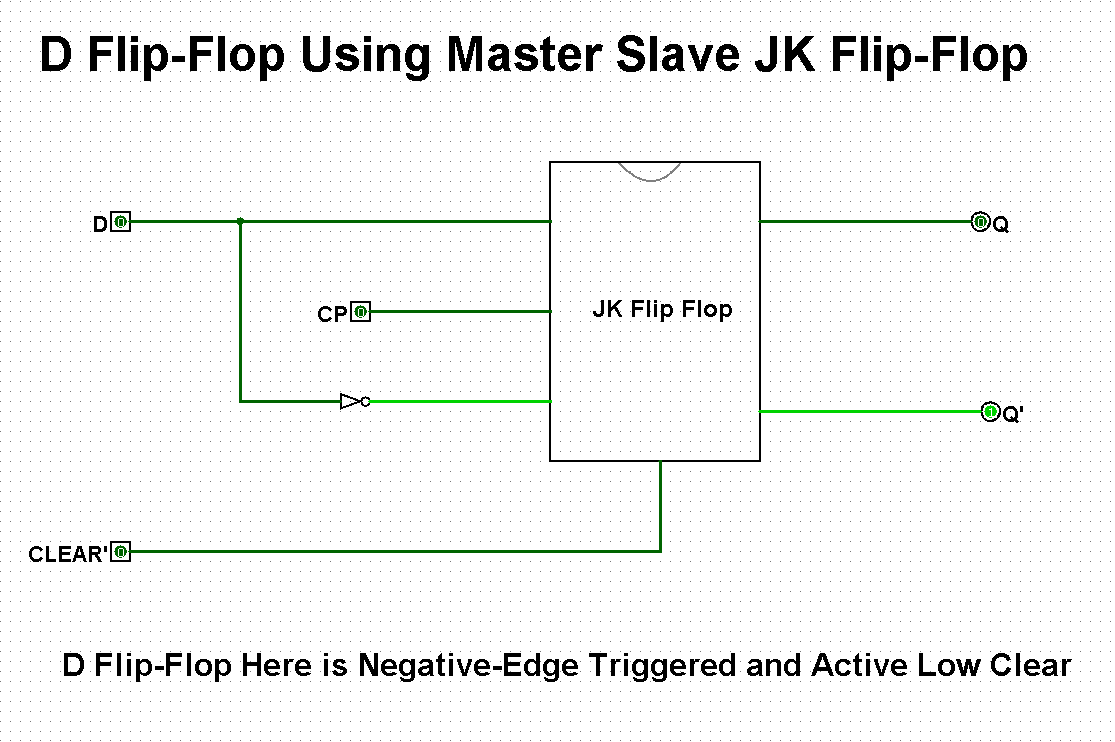 D Flip-Flop Using Master Slave JK Flip-Flop
D 0
0 Q
CP 0
JK Flip Flop
1 Q'
CLEAR' 0
D Flip-Flop Here is Negative-Edge Triggered and Active Low Clear